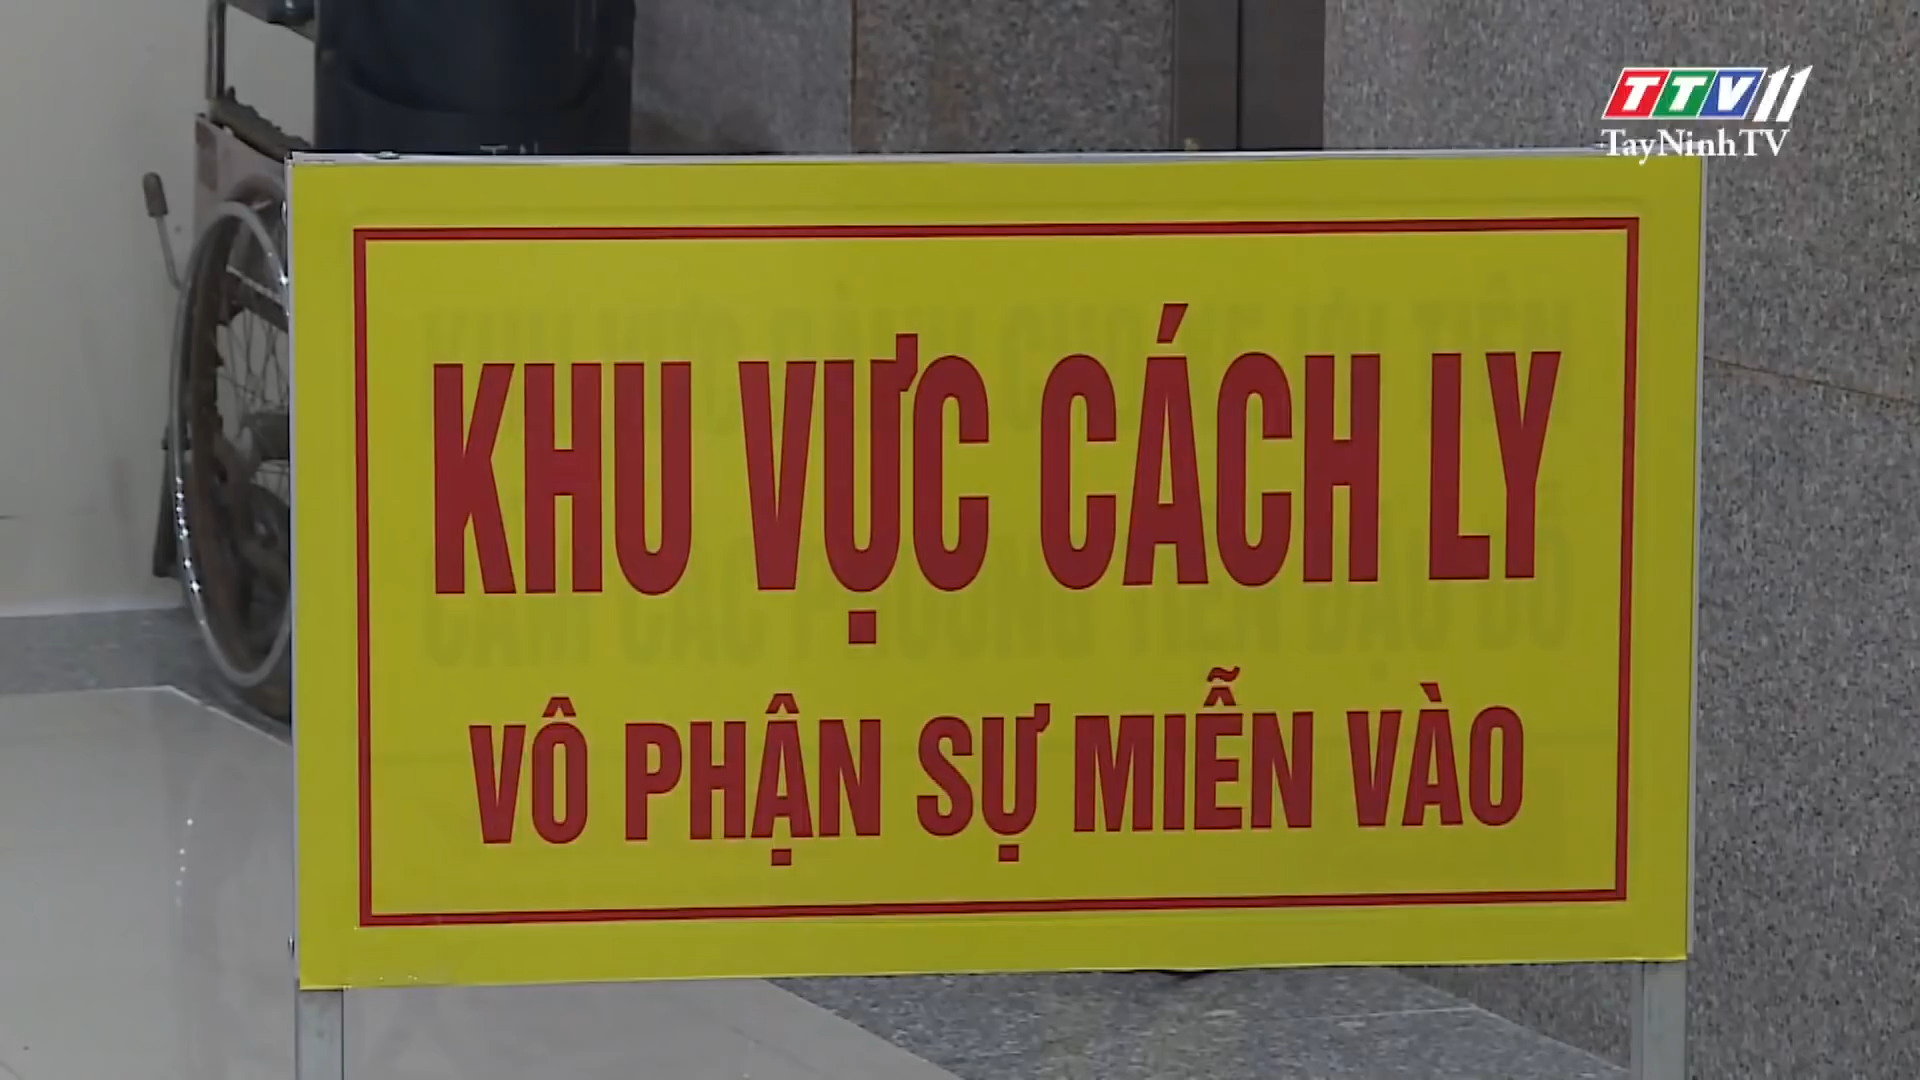 TTV11
TayNinhTV
KHU VỰC CÁCH LY
VÔ PHẬN SỰ MIỄN VÀO